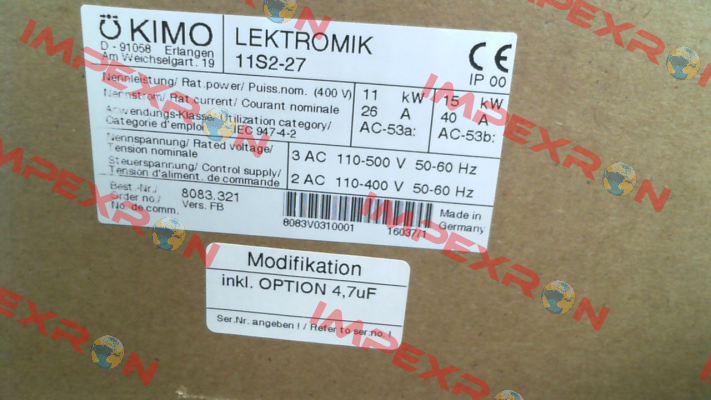 KIMO
D - 91058 Erlangen
Am Weichselgart. 19
LEKTROMIK
11S2-27
CE
IP 00
Nennleistung/ Rat.power/ Puiss.nom. (400 V)
11 kW
15 kW
Nennstrom/ Rat.current/ Courant nominale
26 A
40 A
Anwendungs-Klasse/ Utilization category/
Categorie d'emploi IEC 947-4-2
AC-53a:
AC-53b:
Nennspannung/ Rated voltage/
Tension nominale
3 AC 110-500 V 50-60 Hz
Steuerspannung/ Control supply/
Tension d'aliment. de commande
2 AC 110-400 V 50-60 Hz
Best.-Nr./
order no./
No. de comm.
8083.321
Vers. FB
8083V0310001
16037/1
Made in
Germany
Modifikation
inkl. OPTION 4,7uF
Ser.Nr. angeben ! / Refer to ser.no.!
IMPEXRON